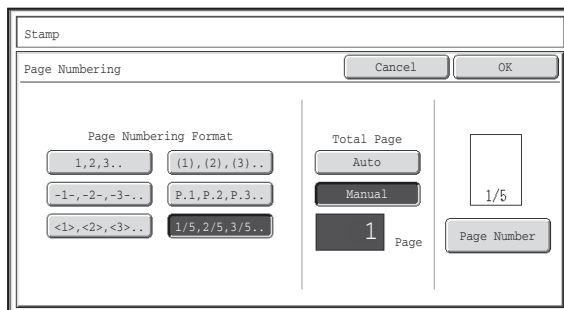 Stamp
Page Numbering
Cancel
OK
Page Numbering Format
1,2,3..
(1),(2),(3)..
-1-,-2-,-3-..
P.1,P.2,P.3..
<1>,<2>,<3>..
1/5,2/5,3/5..
Total Page
Auto
Manual
1 Page
1/5
Page Number